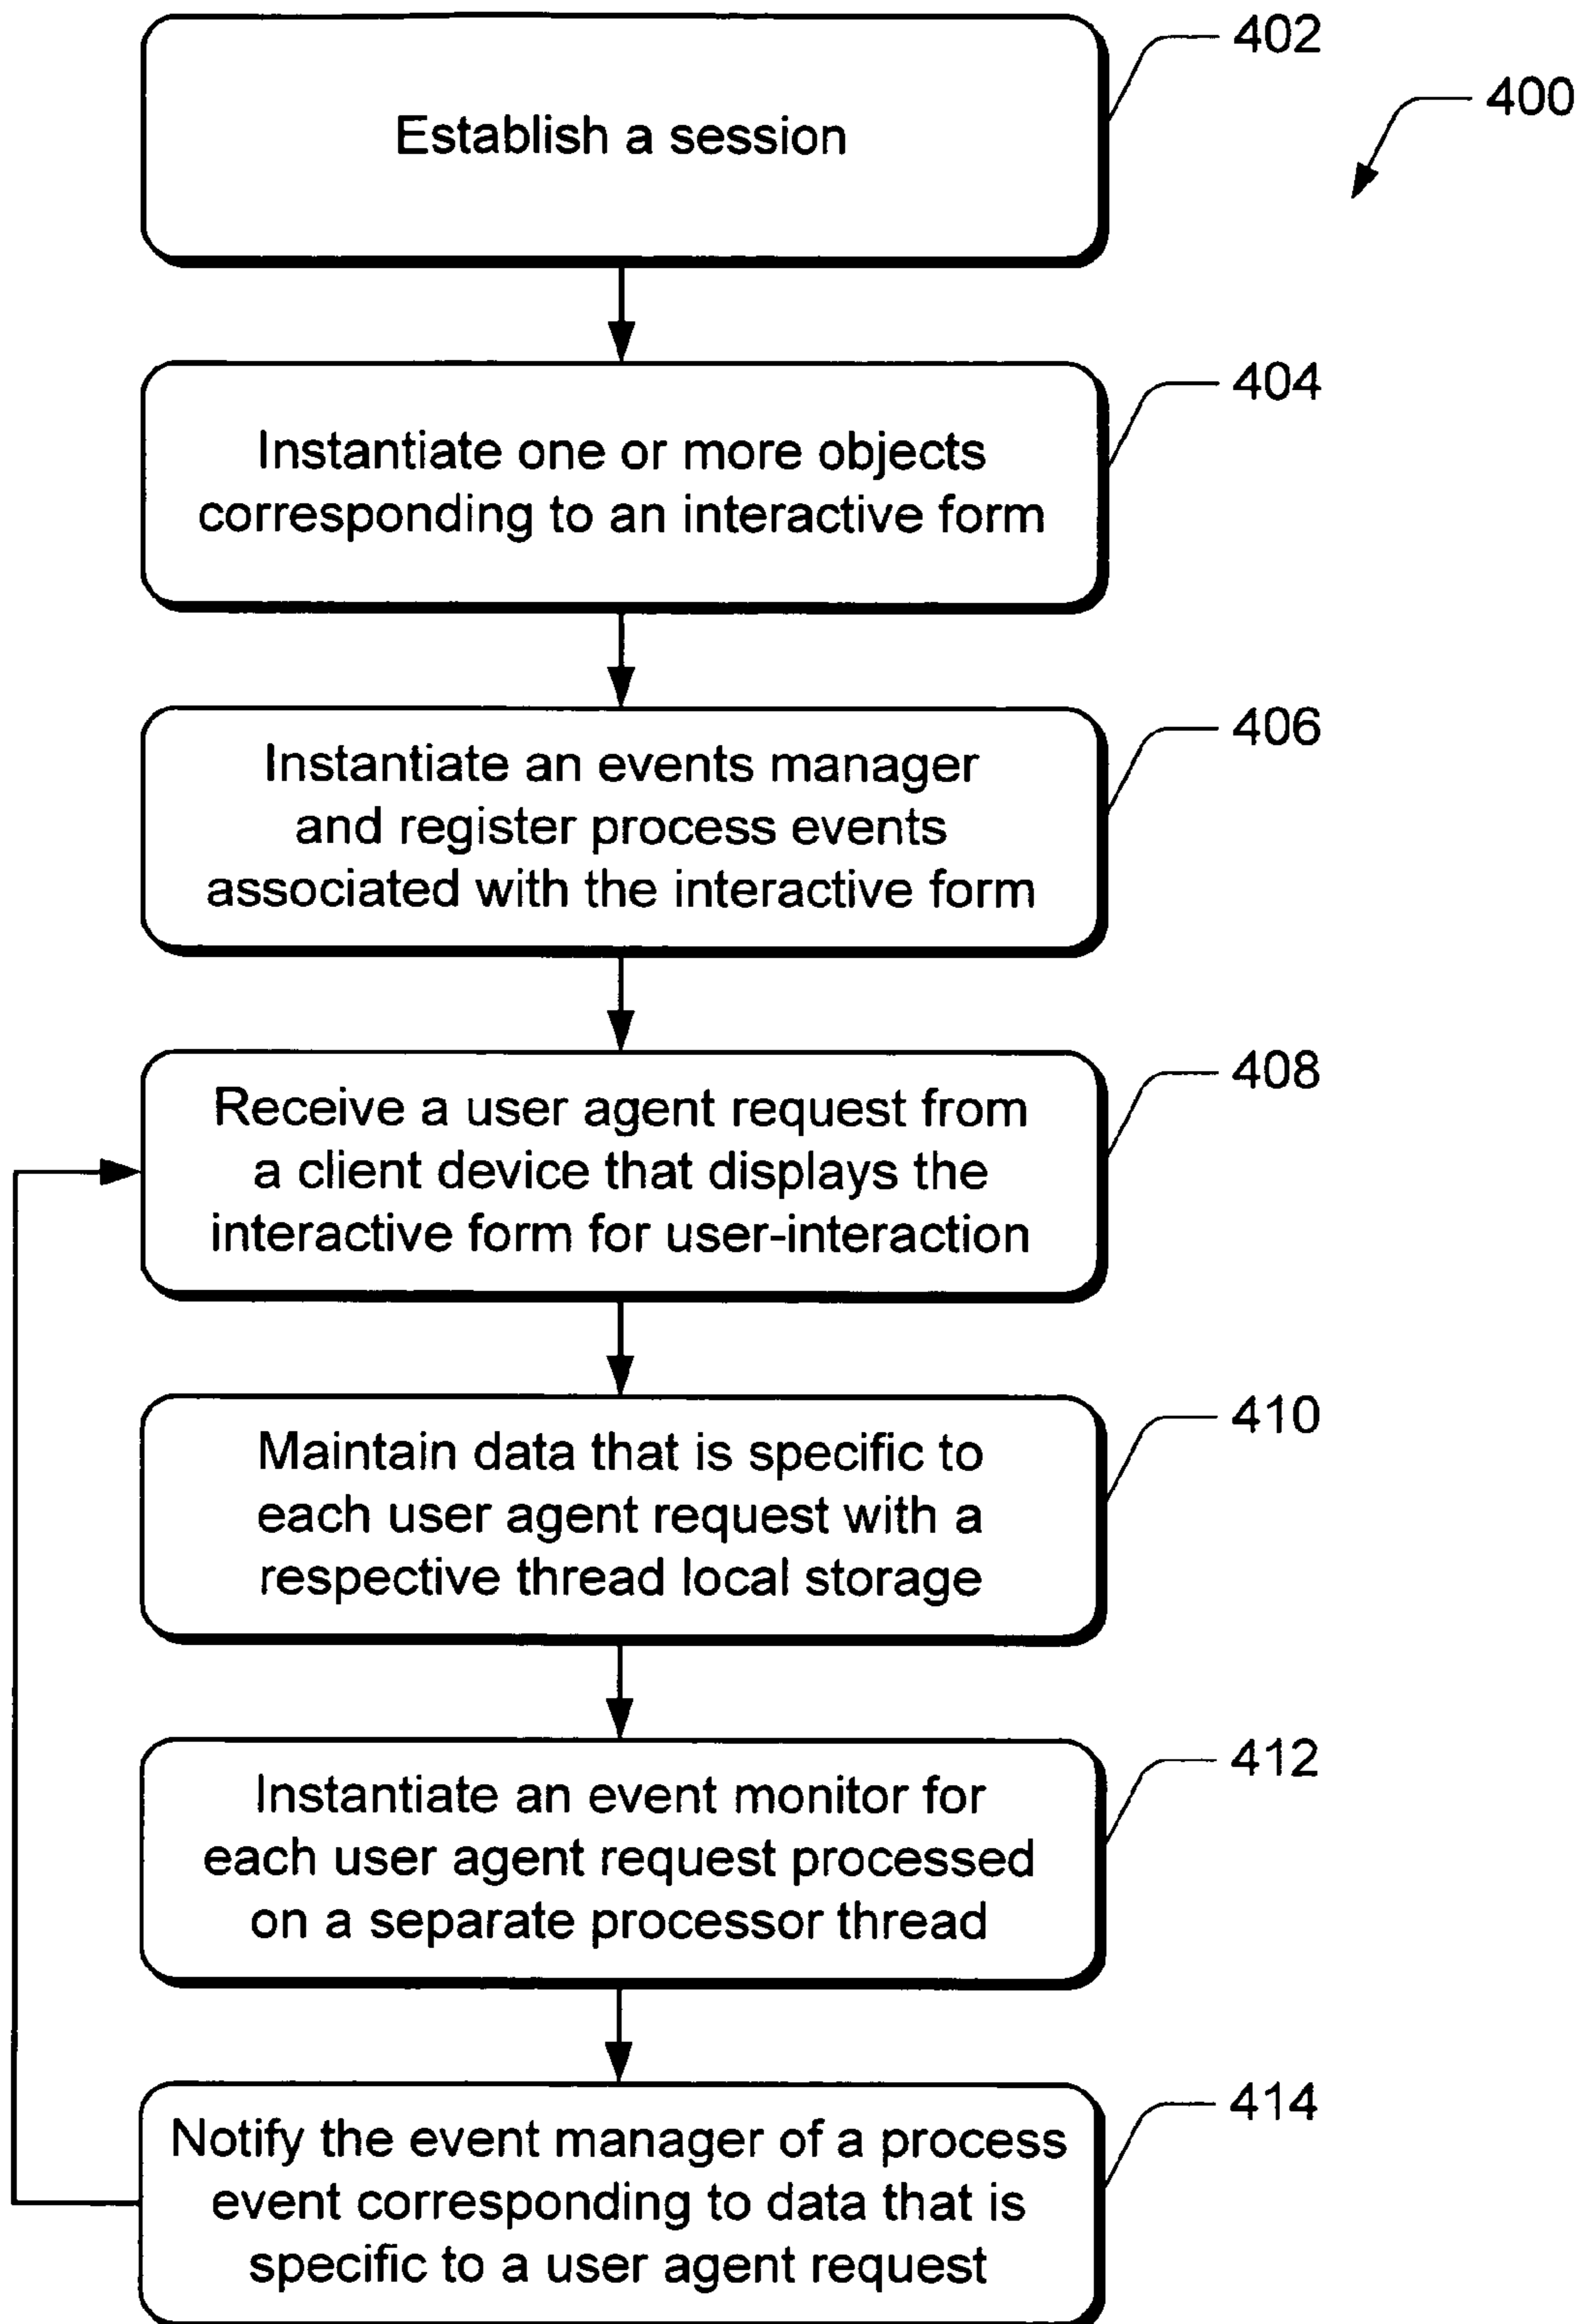 Establish a session
402
400
Instantiate one or more objects
corresponding to an interactive form
404
Instantiate an events manager
and register process events
associated with the interactive form
406
Receive a user agent request from
a client device that displays the
interactive form for user-interaction
408
Maintain data that is specific to
each user agent request with a
respective thread local storage
410
Instantiate an event monitor for
each user agent request processed
on a separate processor thread
412
Notify the event manager of a process
event corresponding to data that is
specific to a user agent request
414